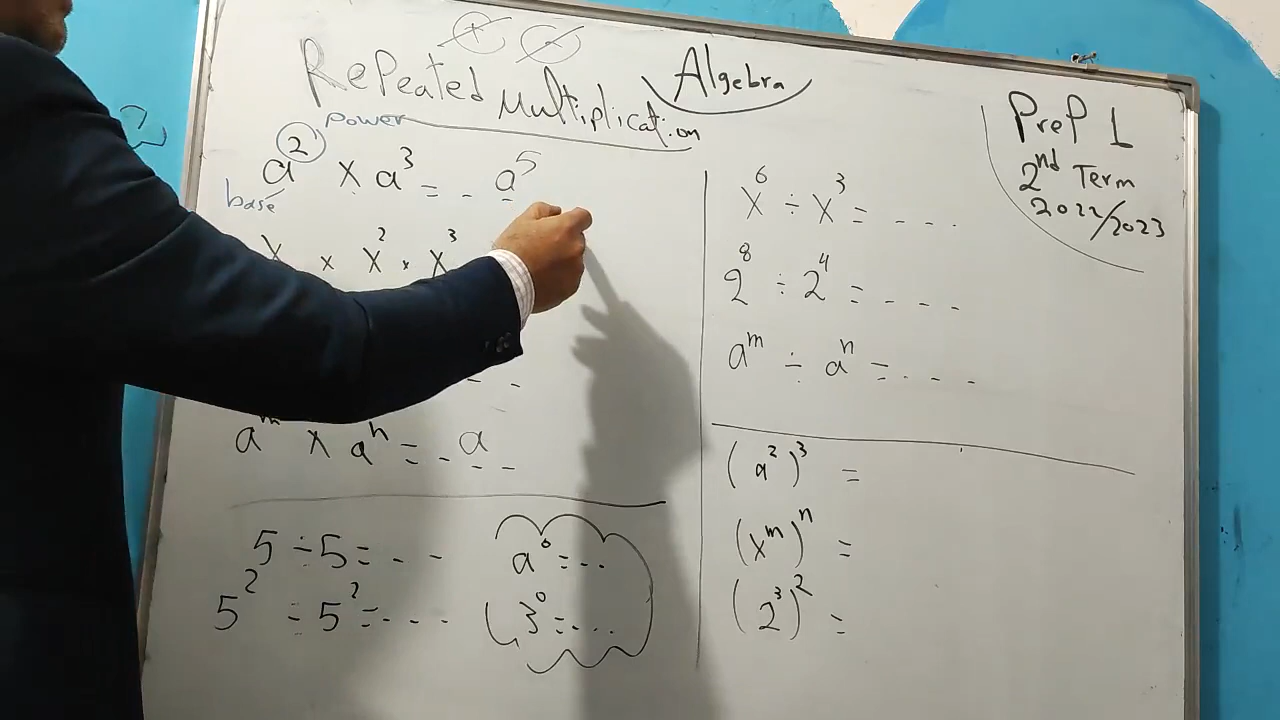 Repeated Multiplication
Algebra
Prep 1
2nd Term
2022/2023
power
a² × a³ = - a⁵
base
x × x² × x³
aᵐ × aⁿ = - a - -
5 ÷ 5 = - - -
5² ÷ 5² = - - - -
a⁰ = - - -
3⁰ = - - -
x⁶ ÷ x³ = - - - .
2⁸ ÷ 2⁴ = - - - -
aᵐ ÷ aⁿ = - - - -
(a²)³ =
(xᵐ)ⁿ =
(2³)² =